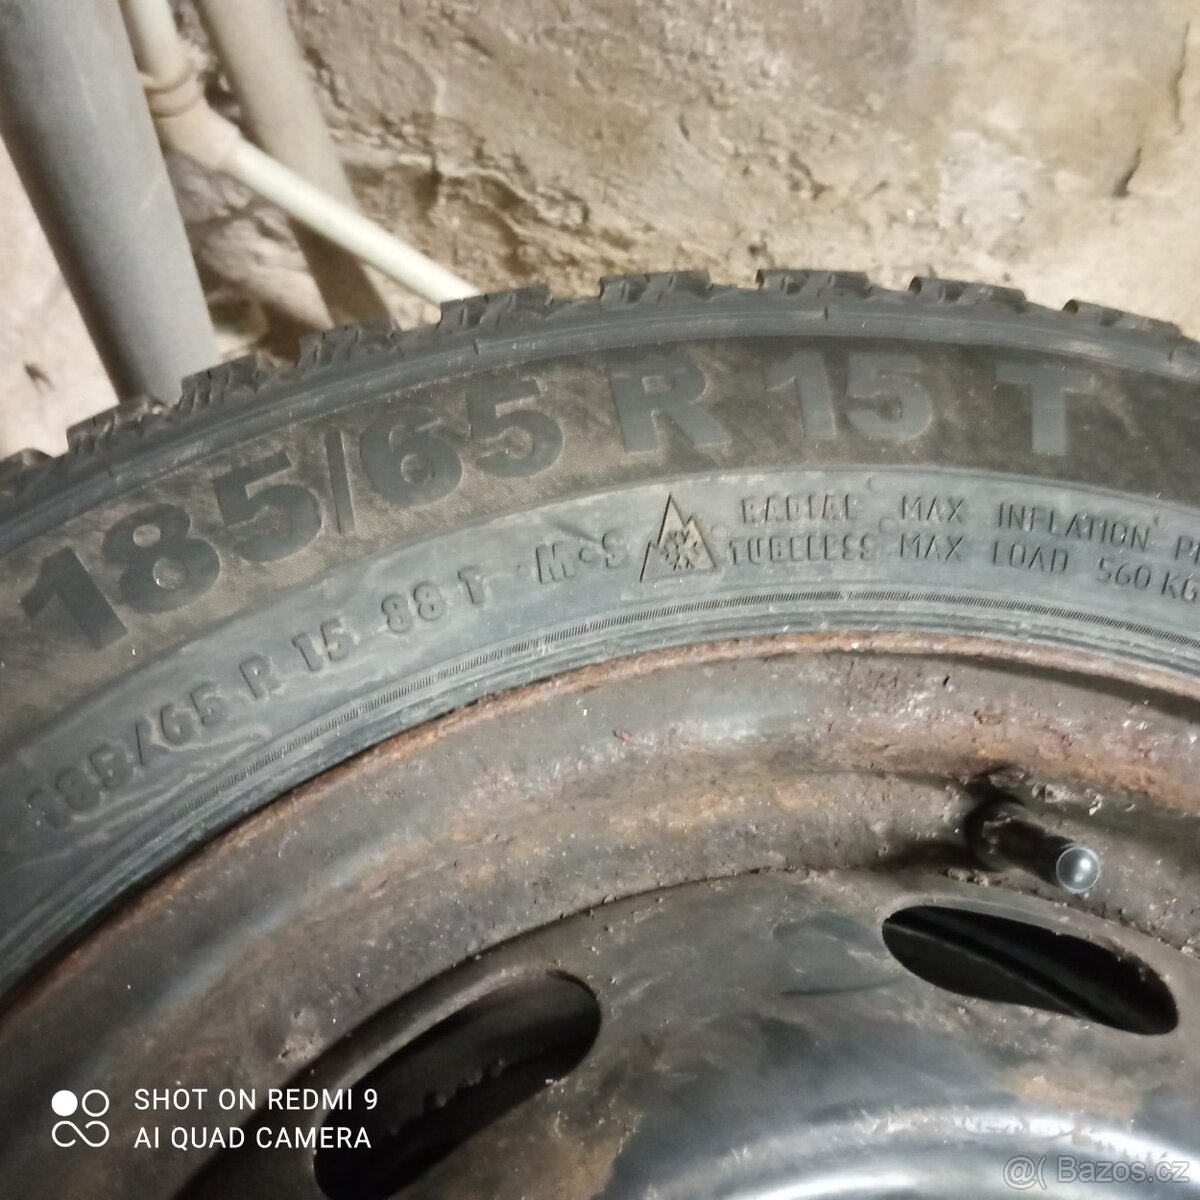 185/65 R 15 T
185/65 R 15 88 T M+S
RADIAL
TUBELESS
MAX INFLATION
MAX LOAD 560 KG
SHOT ON REDMI 9
AI QUAD CAMERA
Bazos.cz